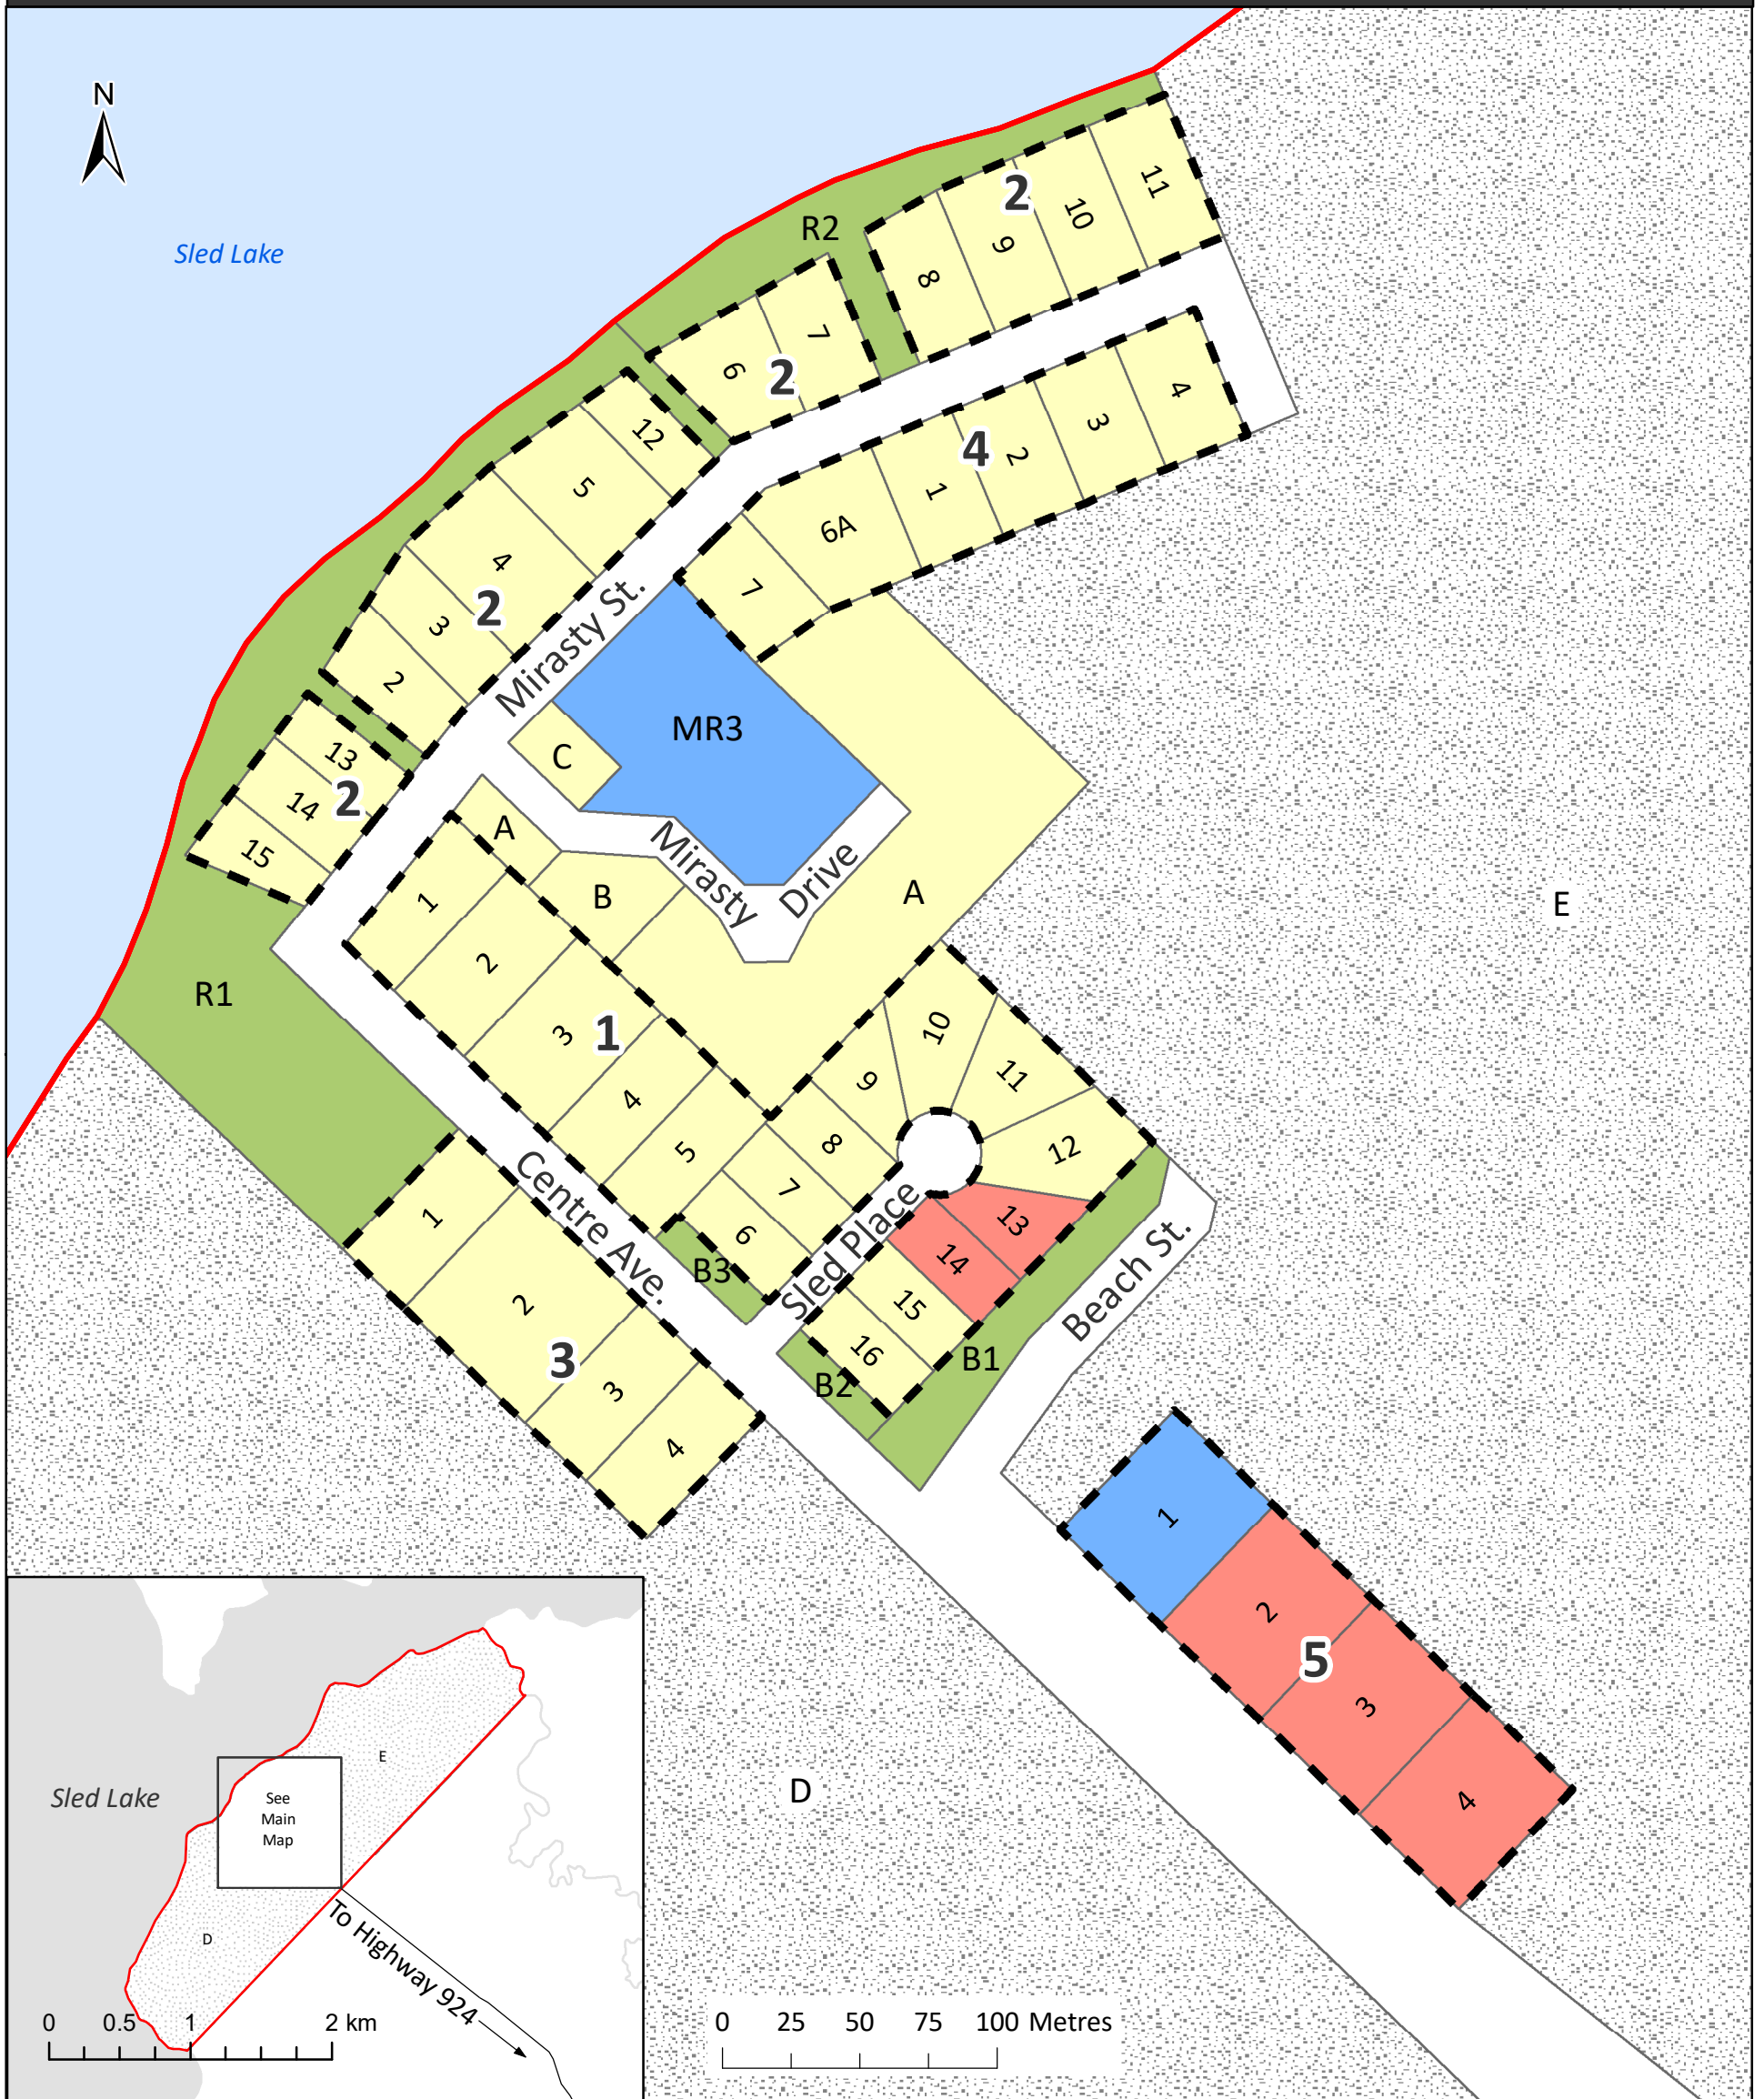 N
Sled Lake
R2
2
11
10
9
8
7
6
2
12
5
4
3
2
2
4
3
2
1
4
6A
7
Mirasty St.
MR3
C
13
14
2
15
A
B
Mirasty
Drive
A
E
R1
1
2
3
1
4
5
10
9
11
8
12
7
6
13
14
15
16
Sled Place
B3
B2
B1
Beach St.
Centre Ave.
1
2
3
3
4
1
2
5
3
4
D
Sled Lake
E
See
Main
Map
D
To Highway 924
0 0.5 1 2 km
0 25 50 75 100 Metres